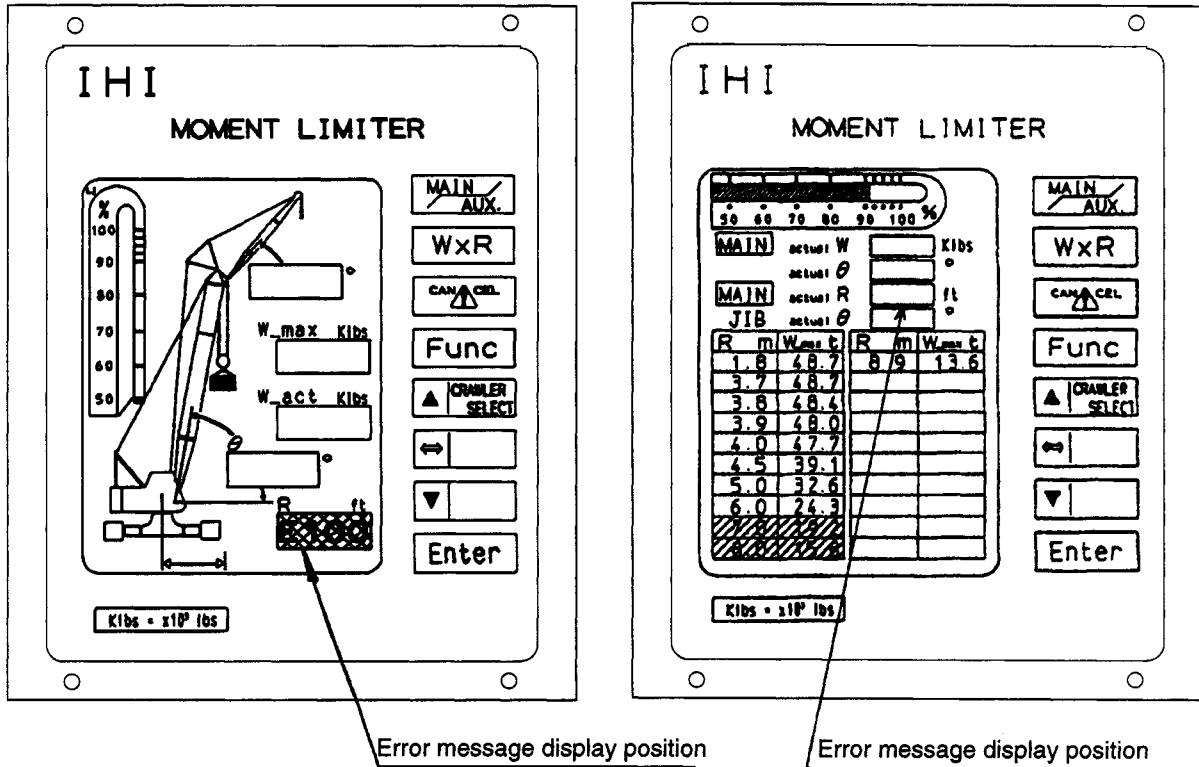 IHI
MOMENT LIMITER
%
100
90
80
70
60
50
°
W_max Klbs
W_act Klbs
θ
°
R ft
MAIN/AUX.
WxR
CANCEL
Func
▲ CRAWLER SELECT
⇔
▼
Enter
Klbs = x10³ lbs
Error message display position
IHI
MOMENT LIMITER
50 60 70 80 90 100 %
MAIN actual W Klbs
actual θ °
MAIN actual R ft
JIB actual θ °
R m W_max t R m W_max t
1.8 48.7 8.9 13.6
3.7 48.7
3.8 48.4
3.9 48.0
4.0 47.7
4.5 39.1
5.0 32.6
6.0 24.3
MAIN/AUX.
WxR
CANCEL
Func
▲ CRAWLER SELECT
⇔
▼
Enter
Klbs = x10³ lbs
Error message display position